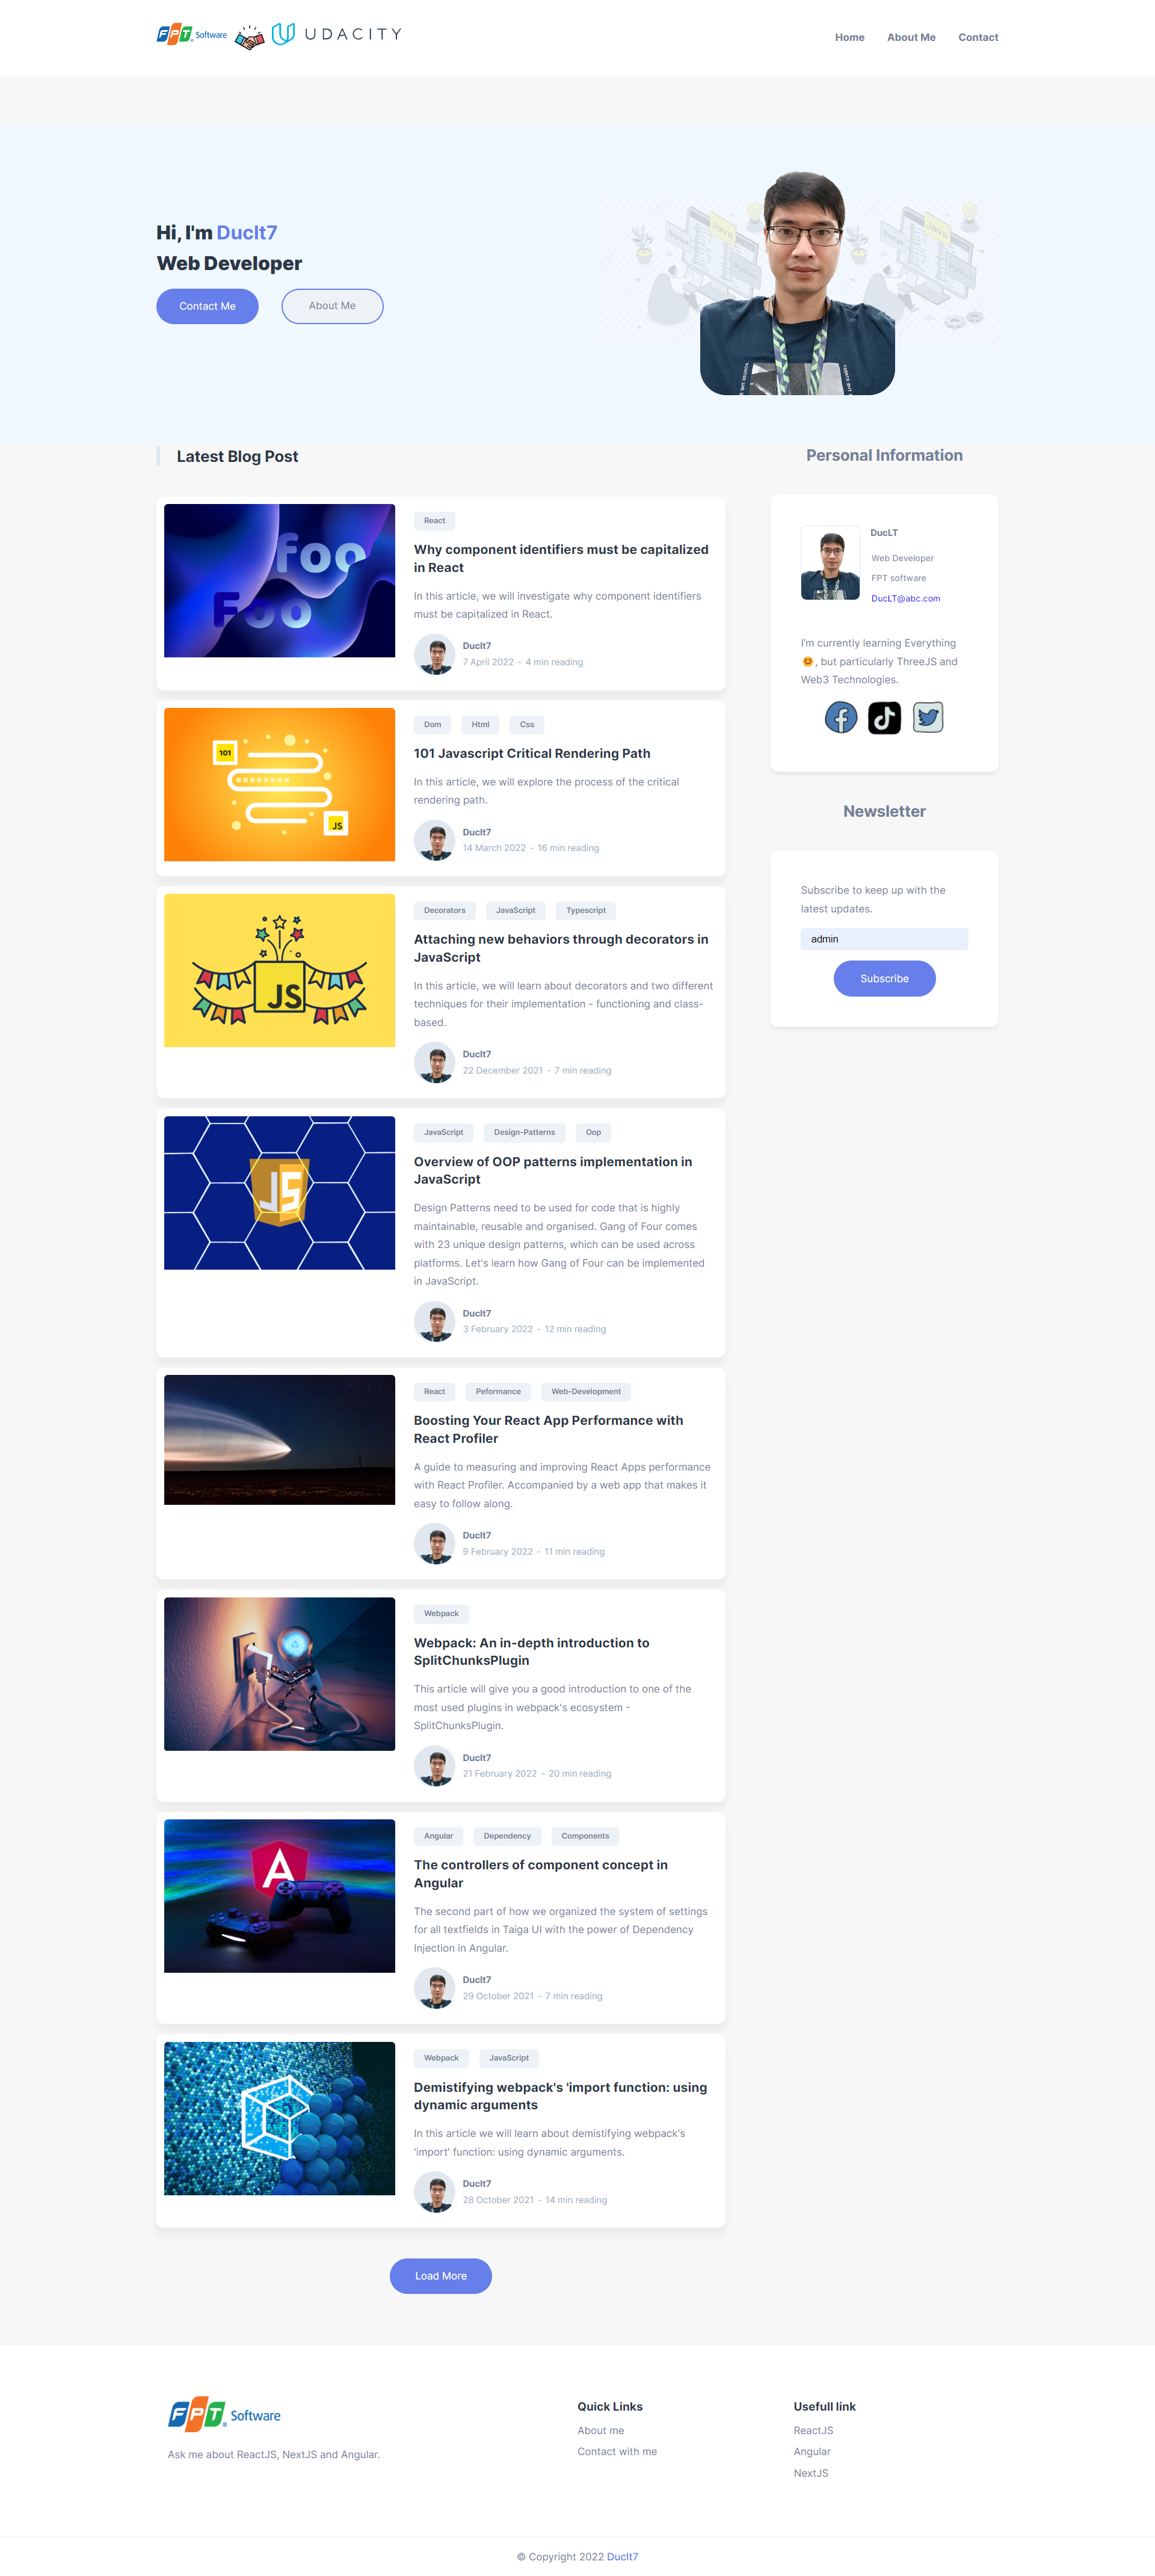 FPT Software UDACITY
Home About Me Contact
Hi, I'm Duclt7
Web Developer
Contact Me About Me
Latest Blog Post
foo
Foo
React
Why component identifiers must be capitalized
in React
In this article, we will investigate why component identifiers
must be capitalized in React.
Duclt7
7 April 2022 - 4 min reading
101
JS
Dom Html Css
101 Javascript Critical Rendering Path
In this article, we will explore the process of the critical
rendering path.
Duclt7
14 March 2022 - 16 min reading
JS
Decorators JavaScript Typescript
Attaching new behaviors through decorators in
JavaScript
In this article, we will learn about decorators and two different
techniques for their implementation - functioning and class-
based.
Duclt7
22 December 2021 - 7 min reading
JS
JavaScript Design-Patterns Oop
Overview of OOP patterns implementation in
JavaScript
Design Patterns need to be used for code that is highly
maintainable, reusable and organised. Gang of Four comes
with 23 unique design patterns, which can be used across
platforms. Let's learn how Gang of Four can be implemented
in JavaScript.
Duclt7
3 February 2022 - 12 min reading
React Peformance Web-Development
Boosting Your React App Performance with
React Profiler
A guide to measuring and improving React Apps performance
with React Profiler. Accompanied by a web app that makes it
easy to follow along.
Duclt7
9 February 2022 - 11 min reading
Webpack
Webpack: An in-depth introduction to
SplitChunksPlugin
This article will give you a good introduction to one of the
most used plugins in webpack's ecosystem -
SplitChunksPlugin.
Duclt7
21 February 2022 - 20 min reading
A
Angular Dependency Components
The controllers of component concept in
Angular
The second part of how we organized the system of settings
for all textfields in Taiga UI with the power of Dependency
Injection in Angular.
Duclt7
29 October 2021 - 7 min reading
Webpack JavaScript
Demistifying webpack's 'import function: using
dynamic arguments
In this article we will learn about demistifying webpack's
'import' function: using dynamic arguments.
Duclt7
28 October 2021 - 14 min reading
Load More
Personal Information
DucLT
Web Developer
FPT software
DucLT@abc.com
I'm currently learning Everything
😊, but particularly ThreeJS and
Web3 Technologies.
Newsletter
Subscribe to keep up with the
latest updates.
admin
Subscribe
FPT Software
Ask me about ReactJS, NextJS and Angular.
Quick Links
About me
Contact with me
Usefull link
ReactJS
Angular
NextJS
© Copyright 2022 Duclt7